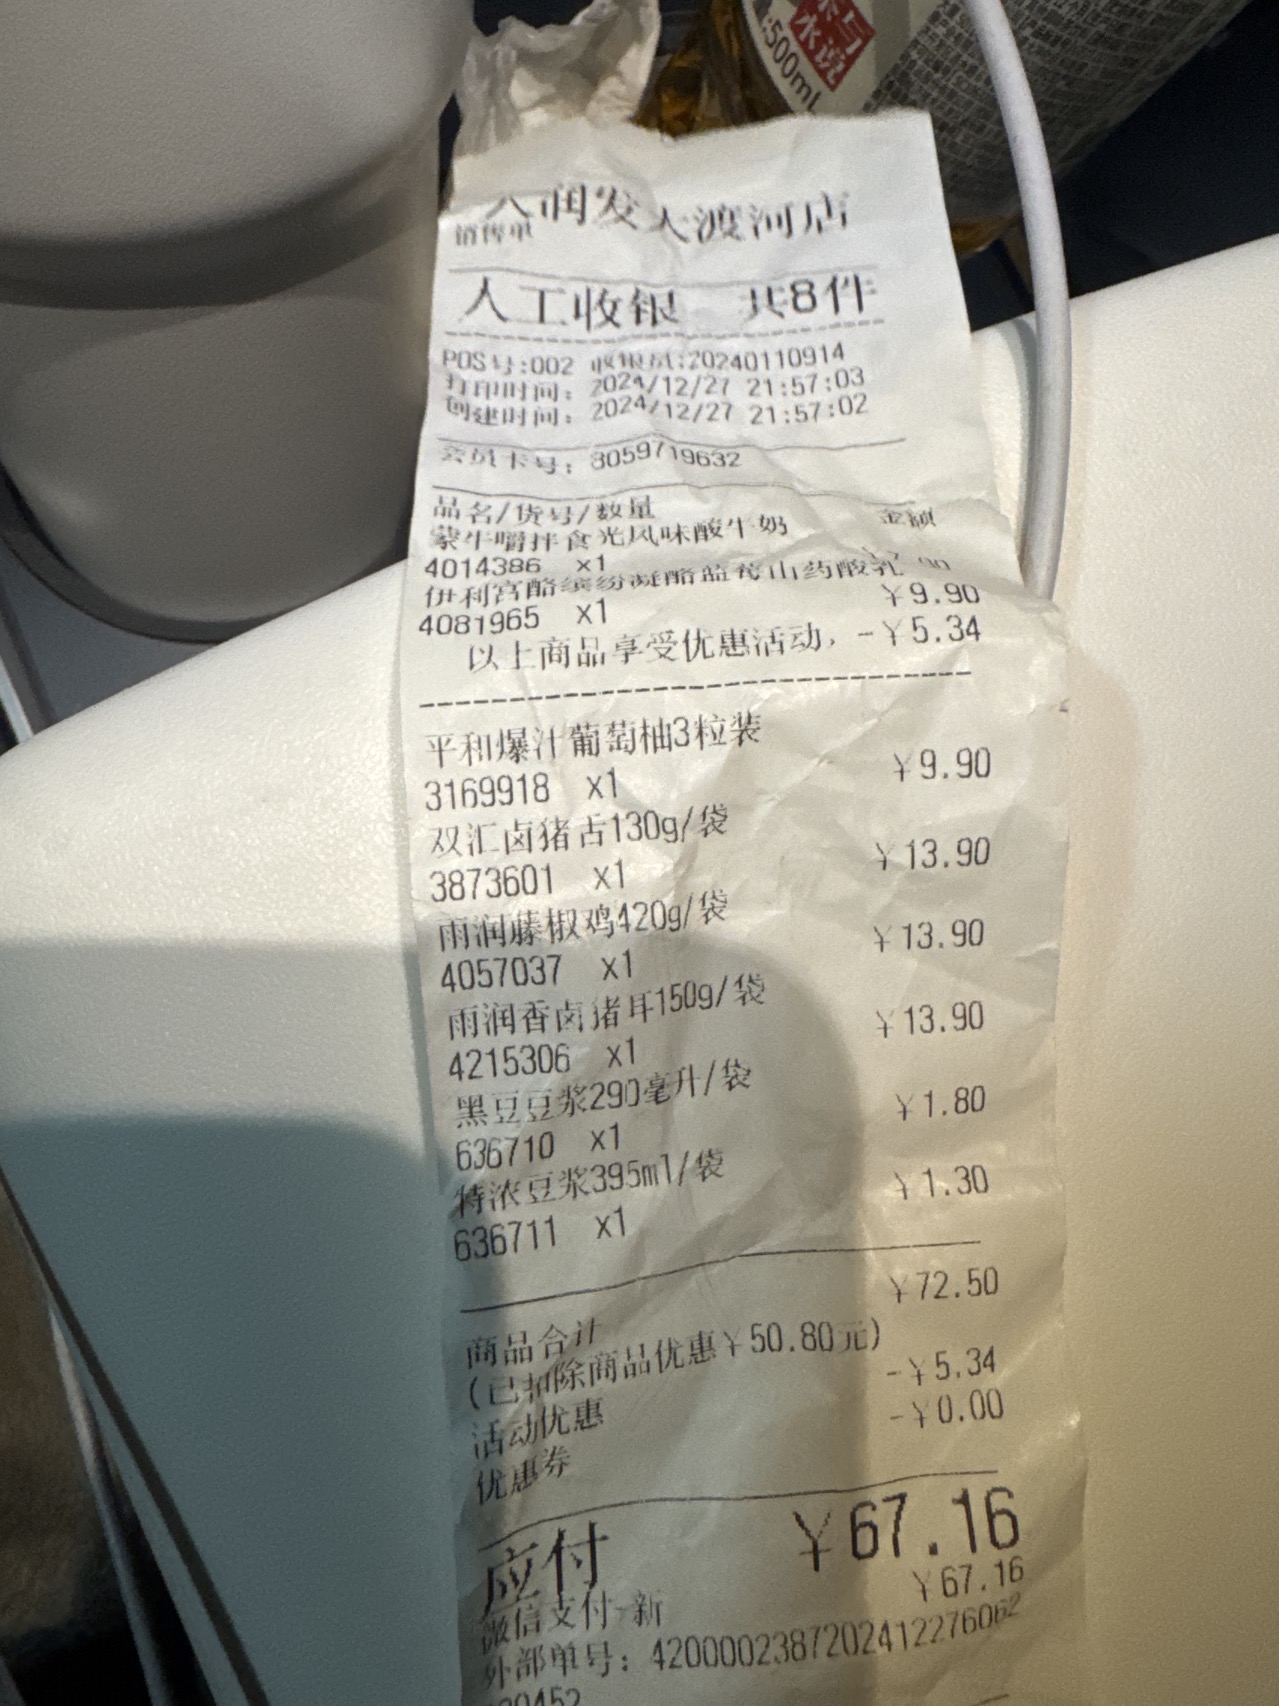 水说
:500mL
大润发大渡河店
销售单
人工收银 共8件
POS号:002 收银员:20240110914
打印时间: 2024/12/27 21:57:03
创建时间: 2024/12/27 21:57:02
会员卡号: 8059719632
品名/货号/数量 金额
蒙牛嚼拌食光风味酸牛奶
4014386 x1
伊利宫酪缤纷凝酪蓝莓山药酸乳
4081965 x1 ¥9.90
以上商品享受优惠活动, -¥5.34
平和爆汁葡萄柚3粒装
3169918 x1 ¥9.90
双汇卤猪舌130g/袋
3873601 x1 ¥13.90
雨润藤椒鸡420g/袋
4057037 x1 ¥13.90
雨润香卤猪耳150g/袋
4215306 x1 ¥13.90
黑豆豆浆290毫升/袋
636710 x1 ¥1.80
特浓豆浆395ml/袋
636711 x1 ¥1.30
商品合计 ¥72.50
(已扣除商品优惠¥50.80元)
活动优惠 -¥5.34
优惠券 -¥0.00
应付 ¥67.16
微信支付-新 ¥67.16
外部单号: 4200002387202412276062